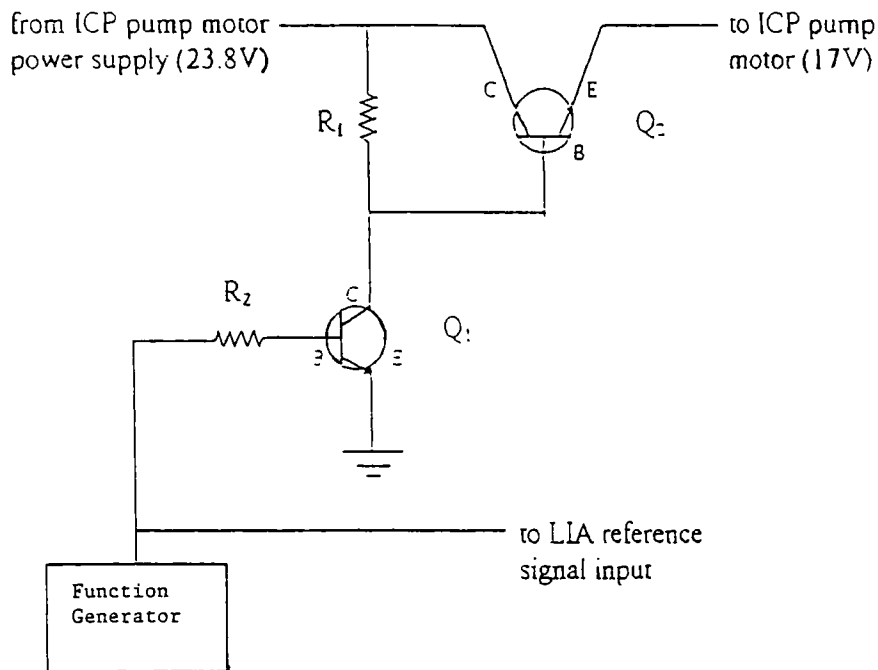 from ICP pump motor
power supply (23.8V)
to ICP pump
motor (17V)
C
E
R₁
Q₂
B
R₂
C
Q₁
B
E
to LIA reference
signal input
Function
Generator